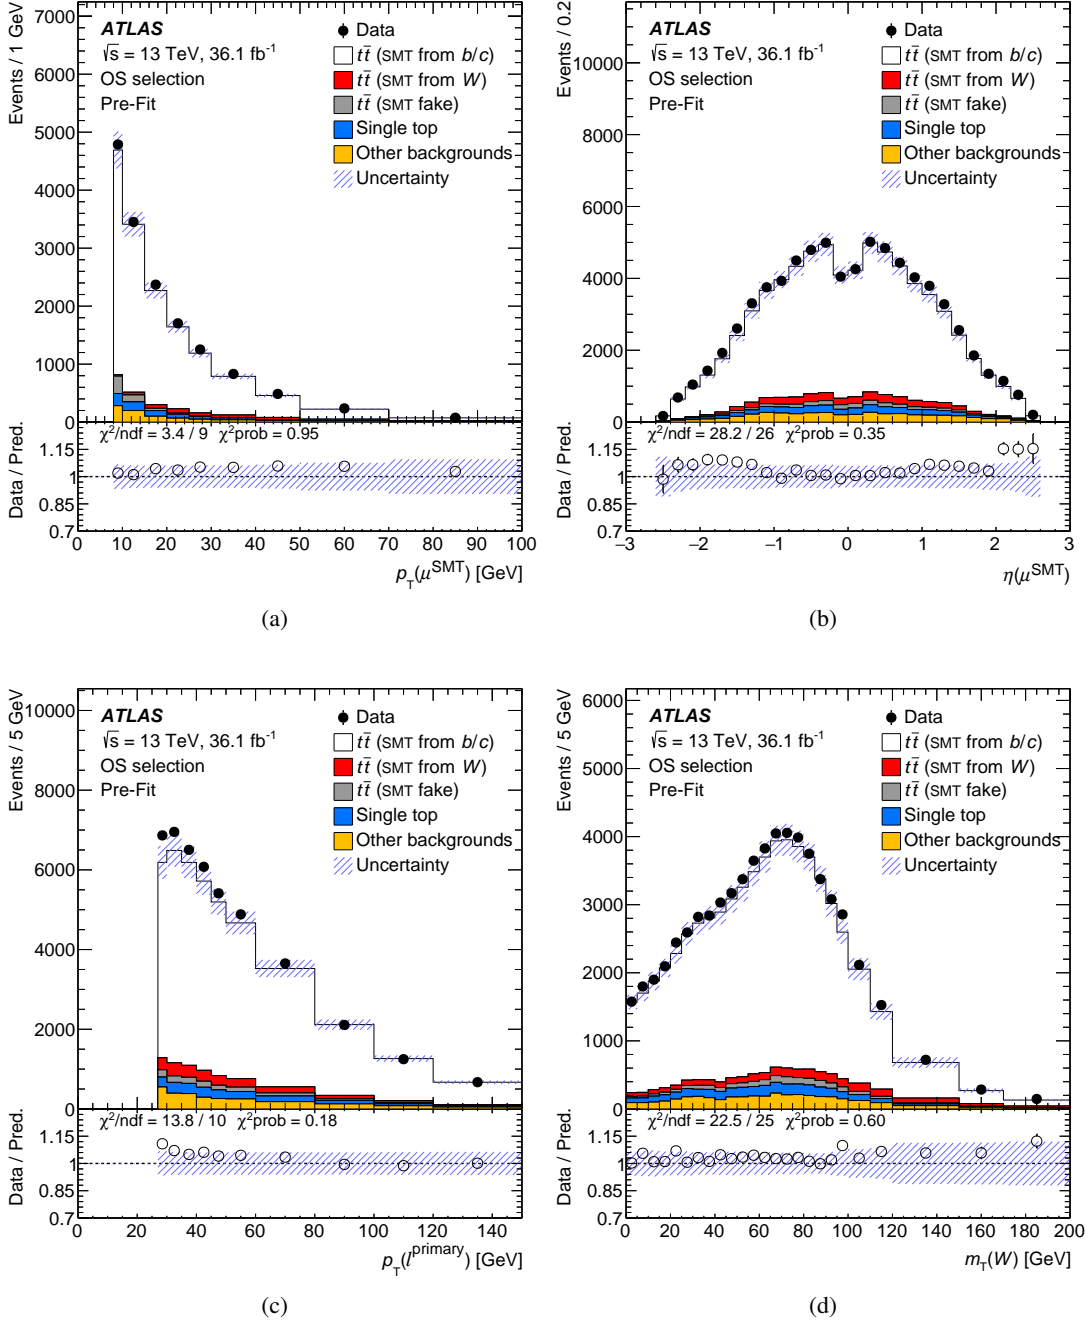 Events / 1 GeV
7000
6000
5000
4000
3000
2000
1000
0
ATLAS
√s = 13 TeV, 36.1 fb⁻¹
OS selection
Pre-Fit
Data
tt̄ (SMT from b/c)
tt̄ (SMT from W)
tt̄ (SMT fake)
Single top
Other backgrounds
Uncertainty
χ²/ndf = 3.4 / 9 χ²prob = 0.95
Data / Pred.
1.15
1
0.85
0.7
0 10 20 30 40 50 60 70 80 90 100
p_T(μ^SMT) [GeV]
(a)
Events / 0.2
10000
8000
6000
4000
2000
0
ATLAS
√s = 13 TeV, 36.1 fb⁻¹
OS selection
Pre-Fit
Data
tt̄ (SMT from b/c)
tt̄ (SMT from W)
tt̄ (SMT fake)
Single top
Other backgrounds
Uncertainty
χ²/ndf = 28.2 / 26 χ²prob = 0.35
Data / Pred.
1.15
1
0.85
0.7
−3 −2 −1 0 1 2 3
η(μ^SMT)
(b)
Events / 5 GeV
10000
8000
6000
4000
2000
0
ATLAS
√s = 13 TeV, 36.1 fb⁻¹
OS selection
Pre-Fit
Data
tt̄ (SMT from b/c)
tt̄ (SMT from W)
tt̄ (SMT fake)
Single top
Other backgrounds
Uncertainty
χ²/ndf = 13.8 / 10 χ²prob = 0.18
Data / Pred.
1.15
1
0.85
0.7
0 20 40 60 80 100 120 140
p_T(l^primary) [GeV]
(c)
Events / 5 GeV
6000
5000
4000
3000
2000
1000
0
ATLAS
√s = 13 TeV, 36.1 fb⁻¹
OS selection
Pre-Fit
Data
tt̄ (SMT from b/c)
tt̄ (SMT from W)
tt̄ (SMT fake)
Single top
Other backgrounds
Uncertainty
χ²/ndf = 22.5 / 25 χ²prob = 0.60
Data / Pred.
1.15
1
0.85
0.7
0 20 40 60 80 100 120 140 160 180 200
m_T(W) [GeV]
(d)